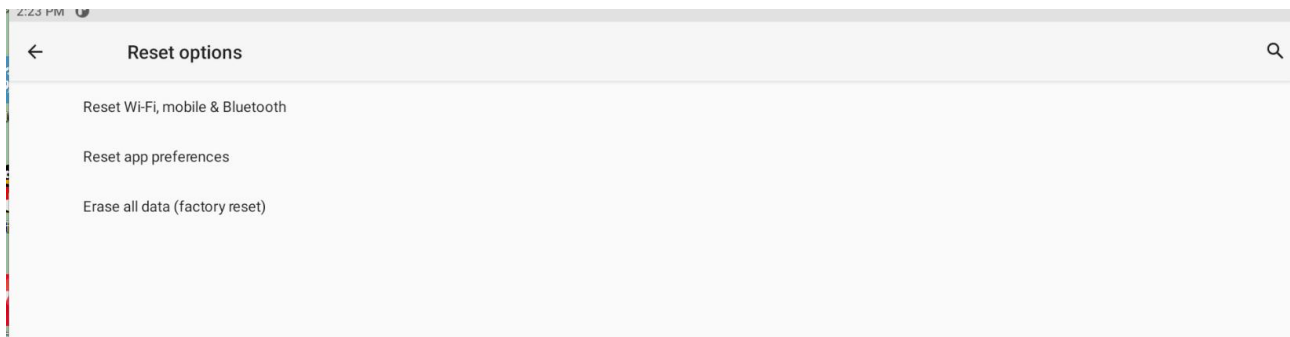 2:23 PM
Reset options
Reset Wi-Fi, mobile & Bluetooth
Reset app preferences
Erase all data (factory reset)